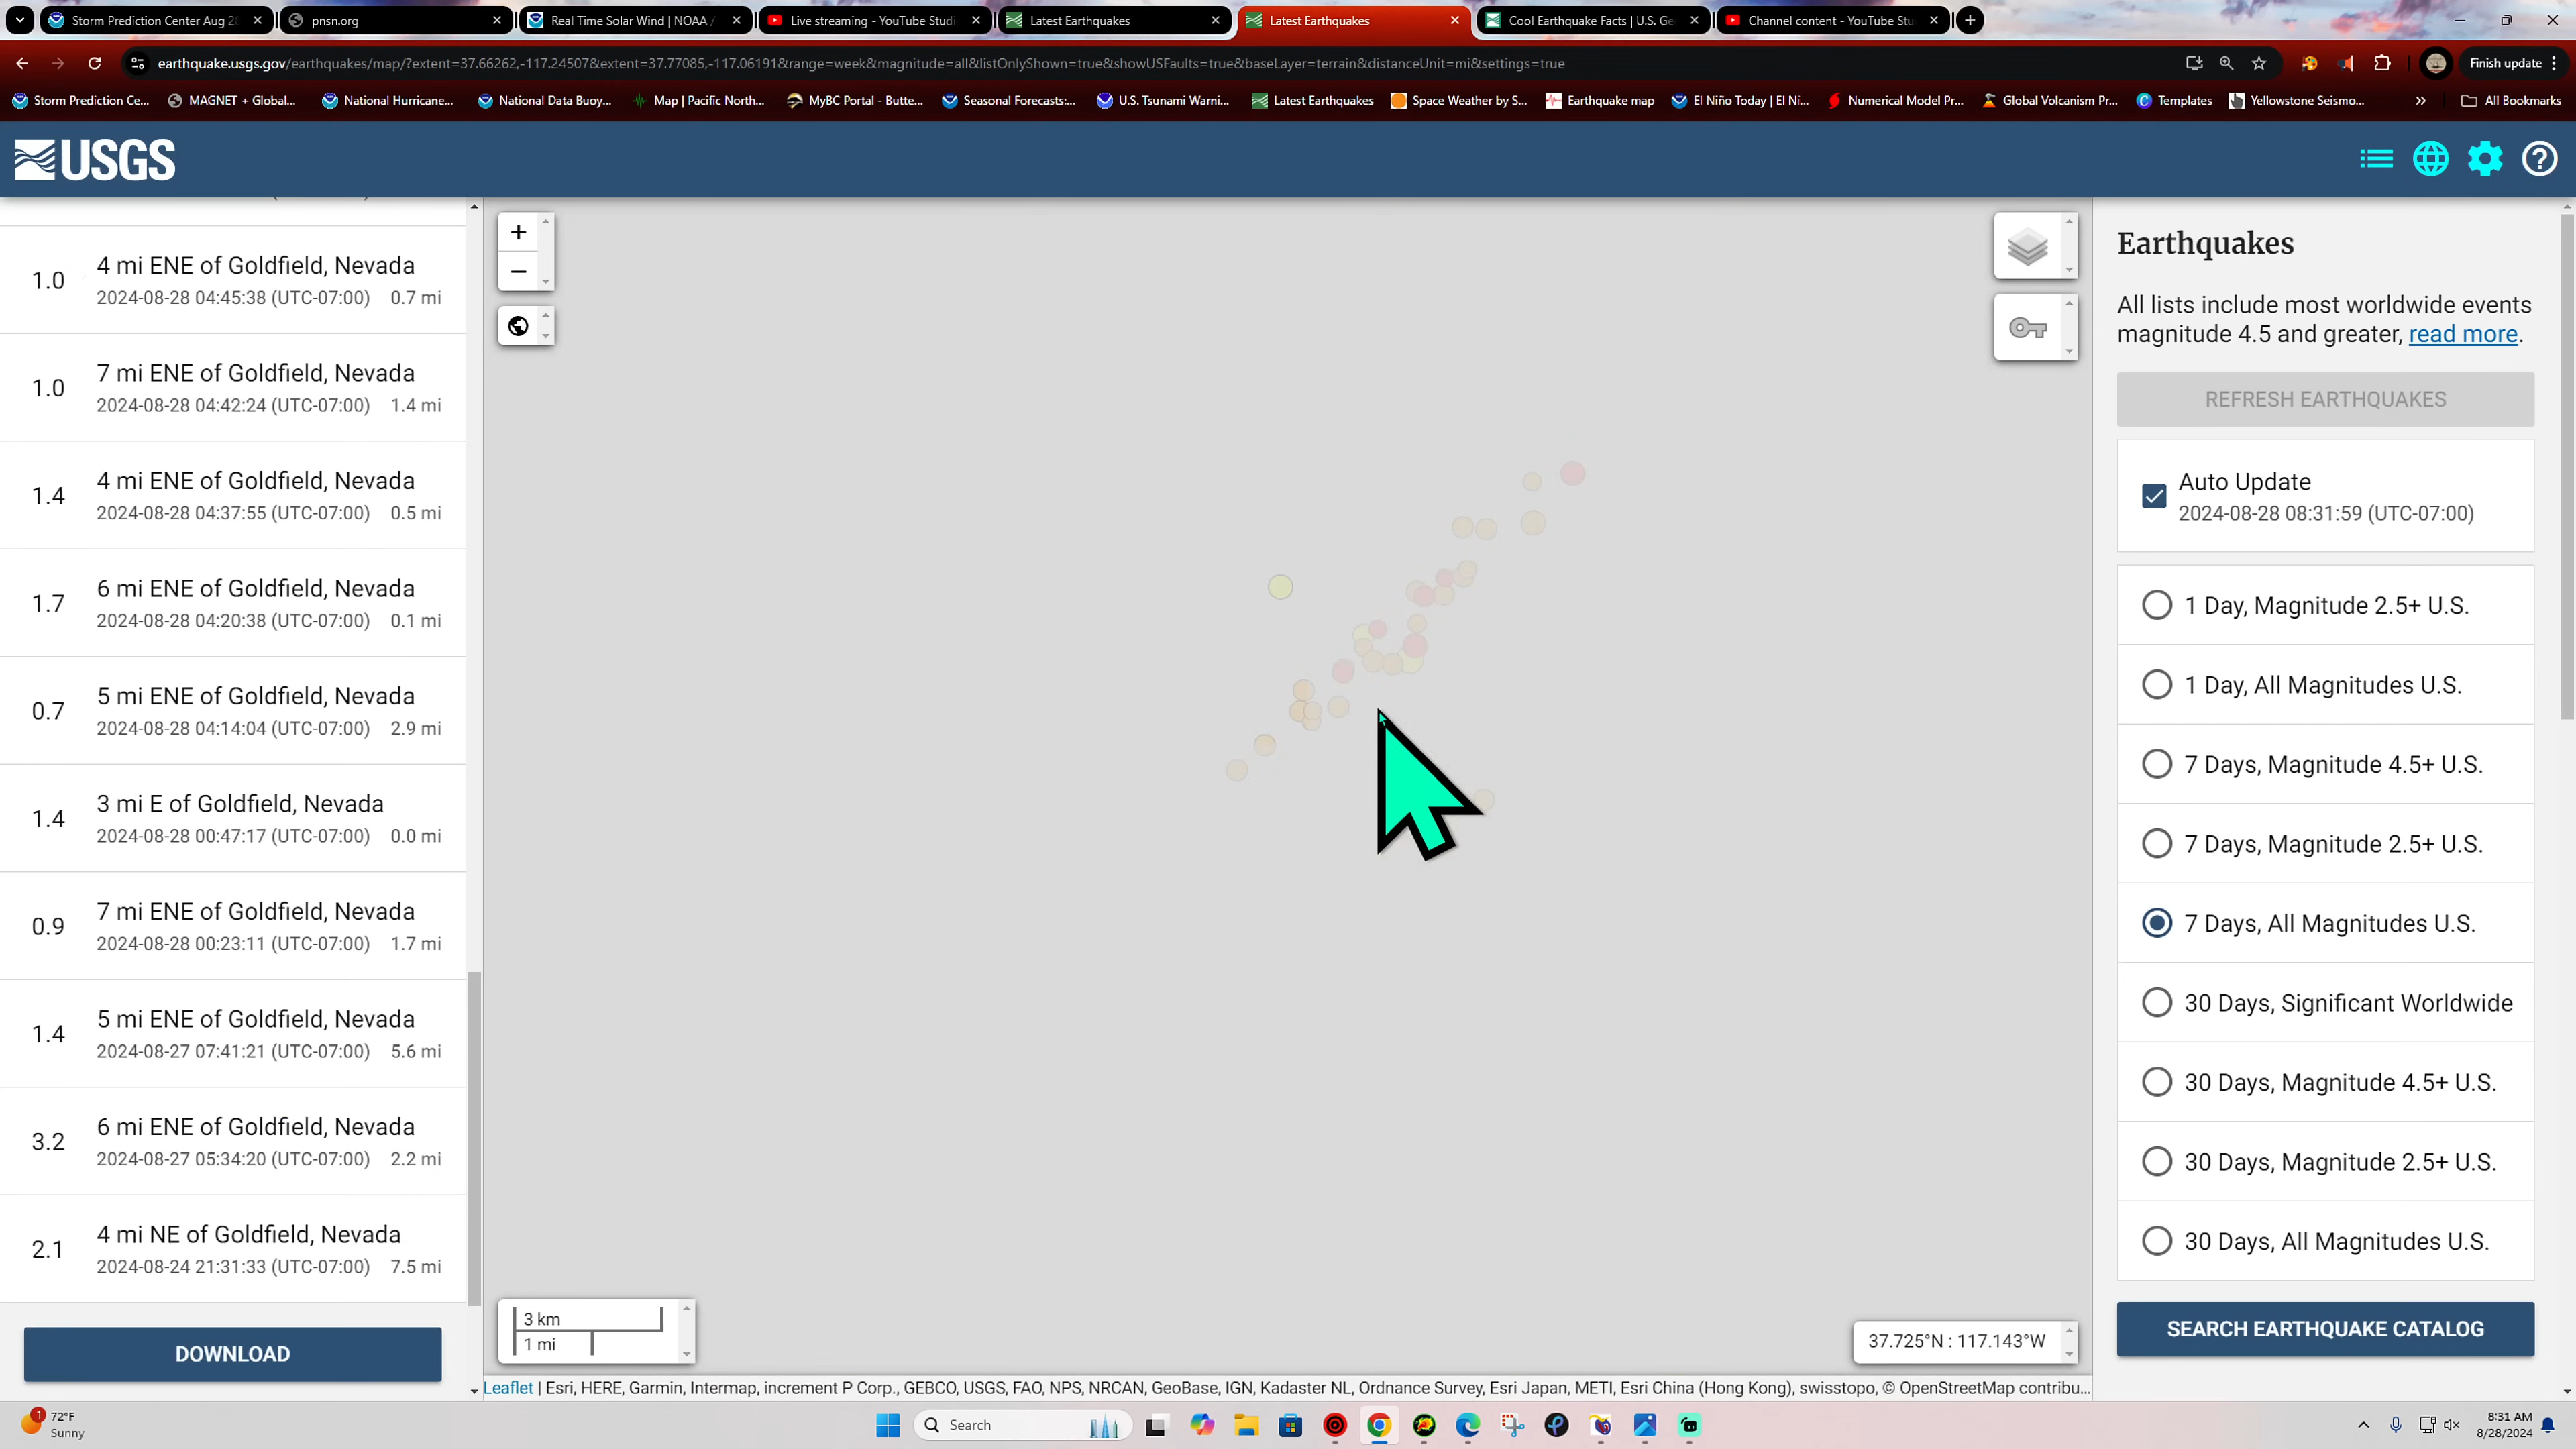 Storm Prediction Center Aug 28
pnsn.org
Real Time Solar Wind | NOAA /
Live streaming - YouTube Studi
Latest Earthquakes
Latest Earthquakes
Cool Earthquake Facts | U.S. Ge
Channel content - YouTube Stu
earthquake.usgs.gov/earthquakes/map/?extent=37.66262,-117.24507&extent=37.77085,-117.06191&range=week&magnitude=all&listOnlyShown=true&showUSFaults=true&baseLayer=terrain&distanceUnit=mi&settings=true
Finish update
Storm Prediction Ce...
MAGNET + Global...
National Hurricane...
National Data Buoy...
Map | Pacific North...
MyBC Portal - Butte...
Seasonal Forecasts:...
U.S. Tsunami Warni...
Latest Earthquakes
Space Weather by S...
Earthquake map
El Niño Today | El Ni...
Numerical Model Pr...
Global Volcanism Pr...
Templates
Yellowstone Seismo...
All Bookmarks
USGS
1.0
4 mi ENE of Goldfield, Nevada
2024-08-28 04:45:38 (UTC-07:00) 0.7 mi
1.0
7 mi ENE of Goldfield, Nevada
2024-08-28 04:42:24 (UTC-07:00) 1.4 mi
1.4
4 mi ENE of Goldfield, Nevada
2024-08-28 04:37:55 (UTC-07:00) 0.5 mi
1.7
6 mi ENE of Goldfield, Nevada
2024-08-28 04:20:38 (UTC-07:00) 0.1 mi
0.7
5 mi ENE of Goldfield, Nevada
2024-08-28 04:14:04 (UTC-07:00) 2.9 mi
1.4
3 mi E of Goldfield, Nevada
2024-08-28 00:47:17 (UTC-07:00) 0.0 mi
0.9
7 mi ENE of Goldfield, Nevada
2024-08-28 00:23:11 (UTC-07:00) 1.7 mi
1.4
5 mi ENE of Goldfield, Nevada
2024-08-27 07:41:21 (UTC-07:00) 5.6 mi
3.2
6 mi ENE of Goldfield, Nevada
2024-08-27 05:34:20 (UTC-07:00) 2.2 mi
2.1
4 mi NE of Goldfield, Nevada
2024-08-24 21:31:33 (UTC-07:00) 7.5 mi
DOWNLOAD
3 km
1 mi
37.725°N : 117.143°W
Leaflet | Esri, HERE, Garmin, Intermap, increment P Corp., GEBCO, USGS, FAO, NPS, NRCAN, GeoBase, IGN, Kadaster NL, Ordnance Survey, Esri Japan, METI, Esri China (Hong Kong), swisstopo, © OpenStreetMap contribu...
Earthquakes
All lists include most worldwide events
magnitude 4.5 and greater, read more.
REFRESH EARTHQUAKES
Auto Update
2024-08-28 08:31:59 (UTC-07:00)
1 Day, Magnitude 2.5+ U.S.
1 Day, All Magnitudes U.S.
7 Days, Magnitude 4.5+ U.S.
7 Days, Magnitude 2.5+ U.S.
7 Days, All Magnitudes U.S.
30 Days, Significant Worldwide
30 Days, Magnitude 4.5+ U.S.
30 Days, Magnitude 2.5+ U.S.
30 Days, All Magnitudes U.S.
SEARCH EARTHQUAKE CATALOG
1
72°F
Sunny
Search
8:31 AM
8/28/2024